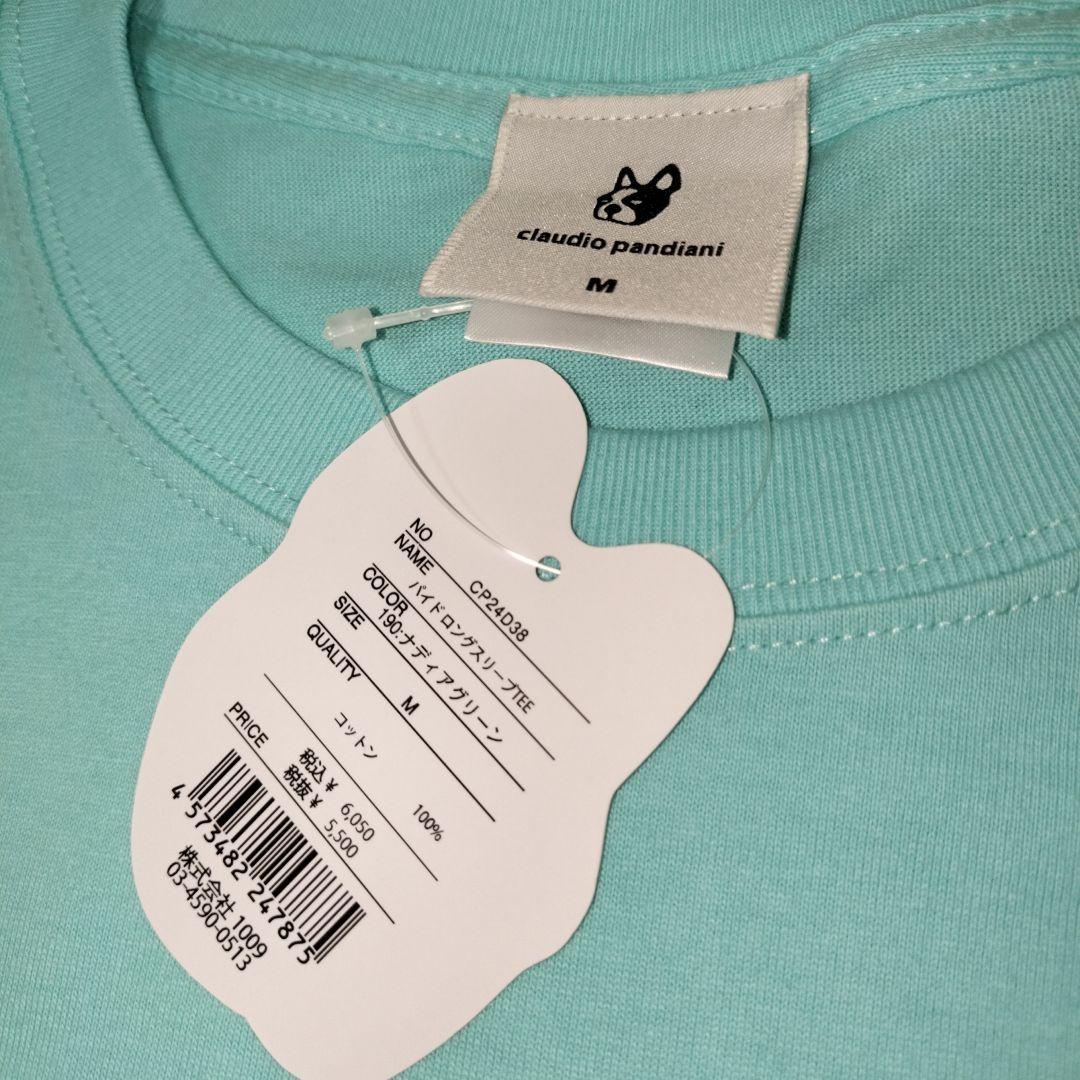 claudio pandiani
M
NO CP24D38
NAME パイドロングスリーブTEE
COLOR 190:ナディアグリーン
SIZE M
QUALITY コットン 100%
PRICE 税込￥ 6,050
税抜￥ 5,500
4 573482 247875
株式会社 1009
03-4590-0513